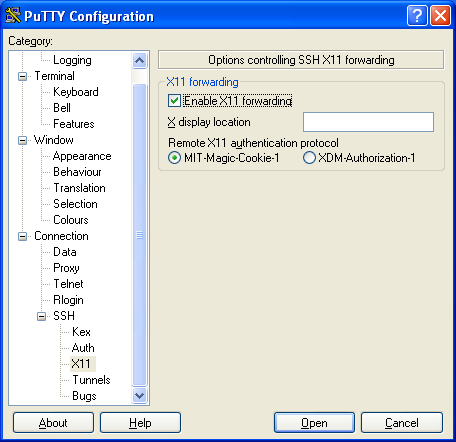 PuTTY Configuration
Category:
Logging
Terminal
Keyboard
Bell
Features
Window
Appearance
Behaviour
Translation
Selection
Colours
Connection
Data
Proxy
Telnet
Rlogin
SSH
Kex
Auth
X11
Tunnels
Bugs
Options controlling SSH X11 forwarding
X11 forwarding
Enable X11 forwarding
X display location
Remote X11 authentication protocol
MIT-Magic-Cookie-1 XDM-Authorization-1
About Help Open Cancel